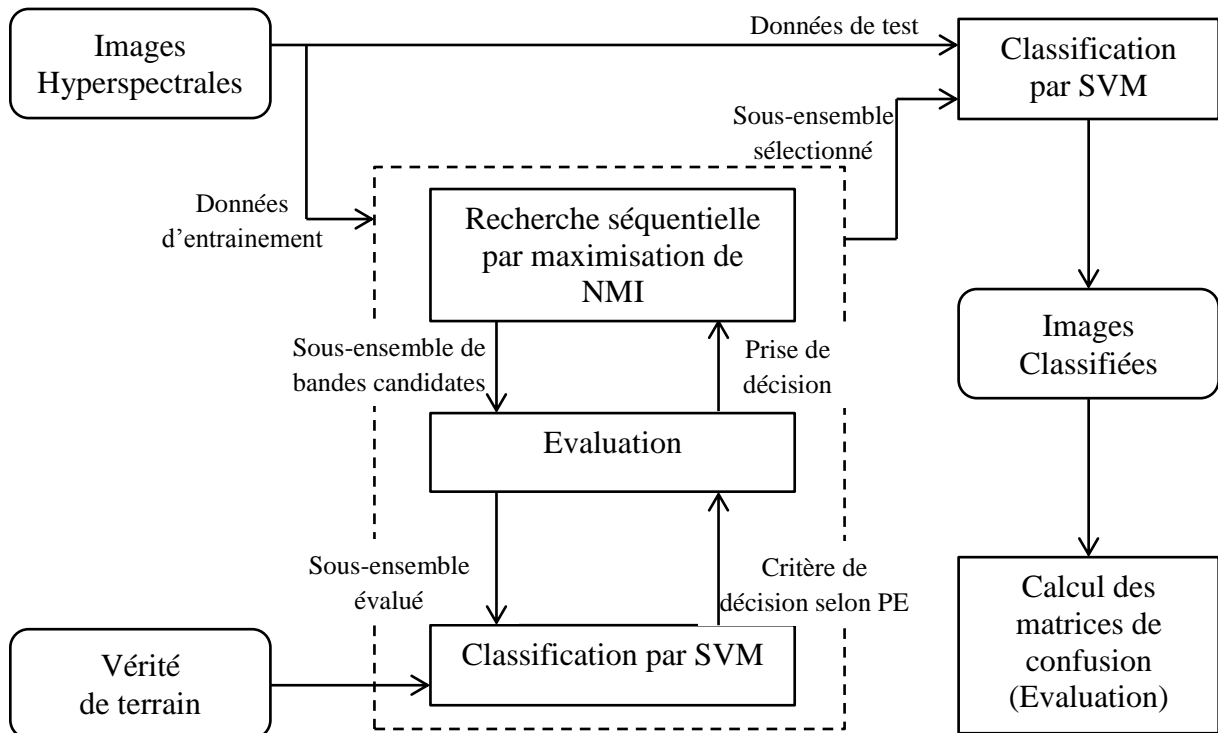 Images
Hyperspectrales
Données de test
Classification
par SVM
Sous-ensemble
sélectionné
Données
d’entrainement
Recherche séquentielle
par maximisation de
NMI
Sous-ensemble de
bandes candidates
Prise de
décision
Images
Classifiées
Evaluation
Sous-ensemble
évalué
Critère de
décision selon PE
Classification par SVM
Vérité
de terrain
Calcul des
matrices de
confusion
(Evaluation)